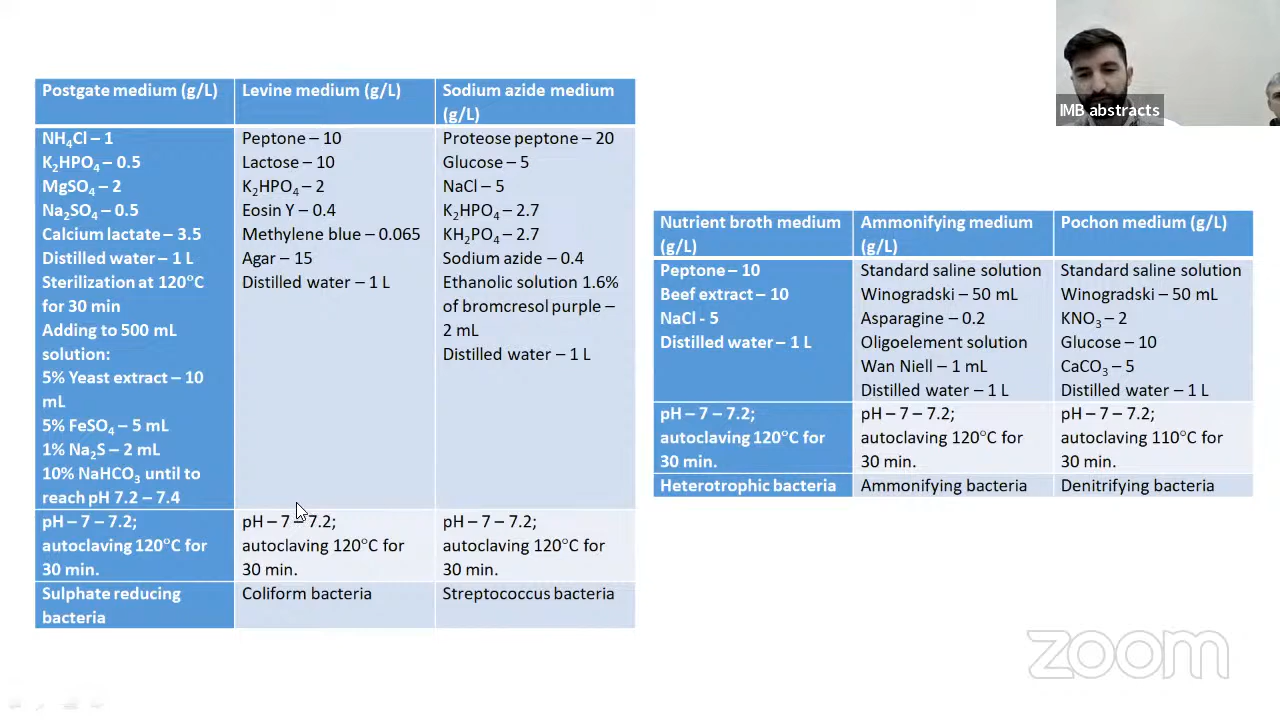 IMB abstracts
Postgate medium (g/L)
NH₄Cl – 1
K₂HPO₄ – 0.5
MgSO₄ – 2
Na₂SO₄ – 0.5
Calcium lactate – 3.5
Distilled water – 1 L
Sterilization at 120°C
for 30 min
Adding to 500 mL
solution:
5% Yeast extract – 10
mL
5% FeSO₄ – 5 mL
1% Na₂S – 2 mL
10% NaHCO₃ until to
reach pH 7.2 – 7.4
pH – 7 – 7.2;
autoclaving 120°C for
30 min.
Sulphate reducing
bacteria
Levine medium (g/L)
Peptone – 10
Lactose – 10
K₂HPO₄ – 2
Eosin Y – 0.4
Methylene blue – 0.065
Agar – 15
Distilled water – 1 L
pH – 7 – 7.2;
autoclaving 120°C for
30 min.
Coliform bacteria
Sodium azide medium
(g/L)
Proteose peptone – 20
Glucose – 5
NaCl – 5
K₂HPO₄ – 2.7
KH₂PO₄ – 2.7
Sodium azide – 0.4
Ethanolic solution 1.6%
of bromcresol purple –
2 mL
Distilled water – 1 L
pH – 7 – 7.2;
autoclaving 120°C for
30 min.
Streptococcus bacteria
Nutrient broth medium
(g/L)
Peptone – 10
Beef extract – 10
NaCl - 5
Distilled water – 1 L
pH – 7 – 7.2;
autoclaving 120°C for
30 min.
Heterotrophic bacteria
Ammonifying medium
(g/L)
Standard saline solution
Winogradski – 50 mL
Asparagine – 0.2
Oligoelement solution
Wan Niell – 1 mL
Distilled water – 1 L
pH – 7 – 7.2;
autoclaving 120°C for
30 min.
Ammonifying bacteria
Pochon medium (g/L)
Standard saline solution
Winogradski – 50 mL
KNO₃ – 2
Glucose – 10
CaCO₃ – 5
Distilled water – 1 L
pH – 7 – 7.2;
autoclaving 110°C for
30 min.
Denitrifying bacteria
zoom